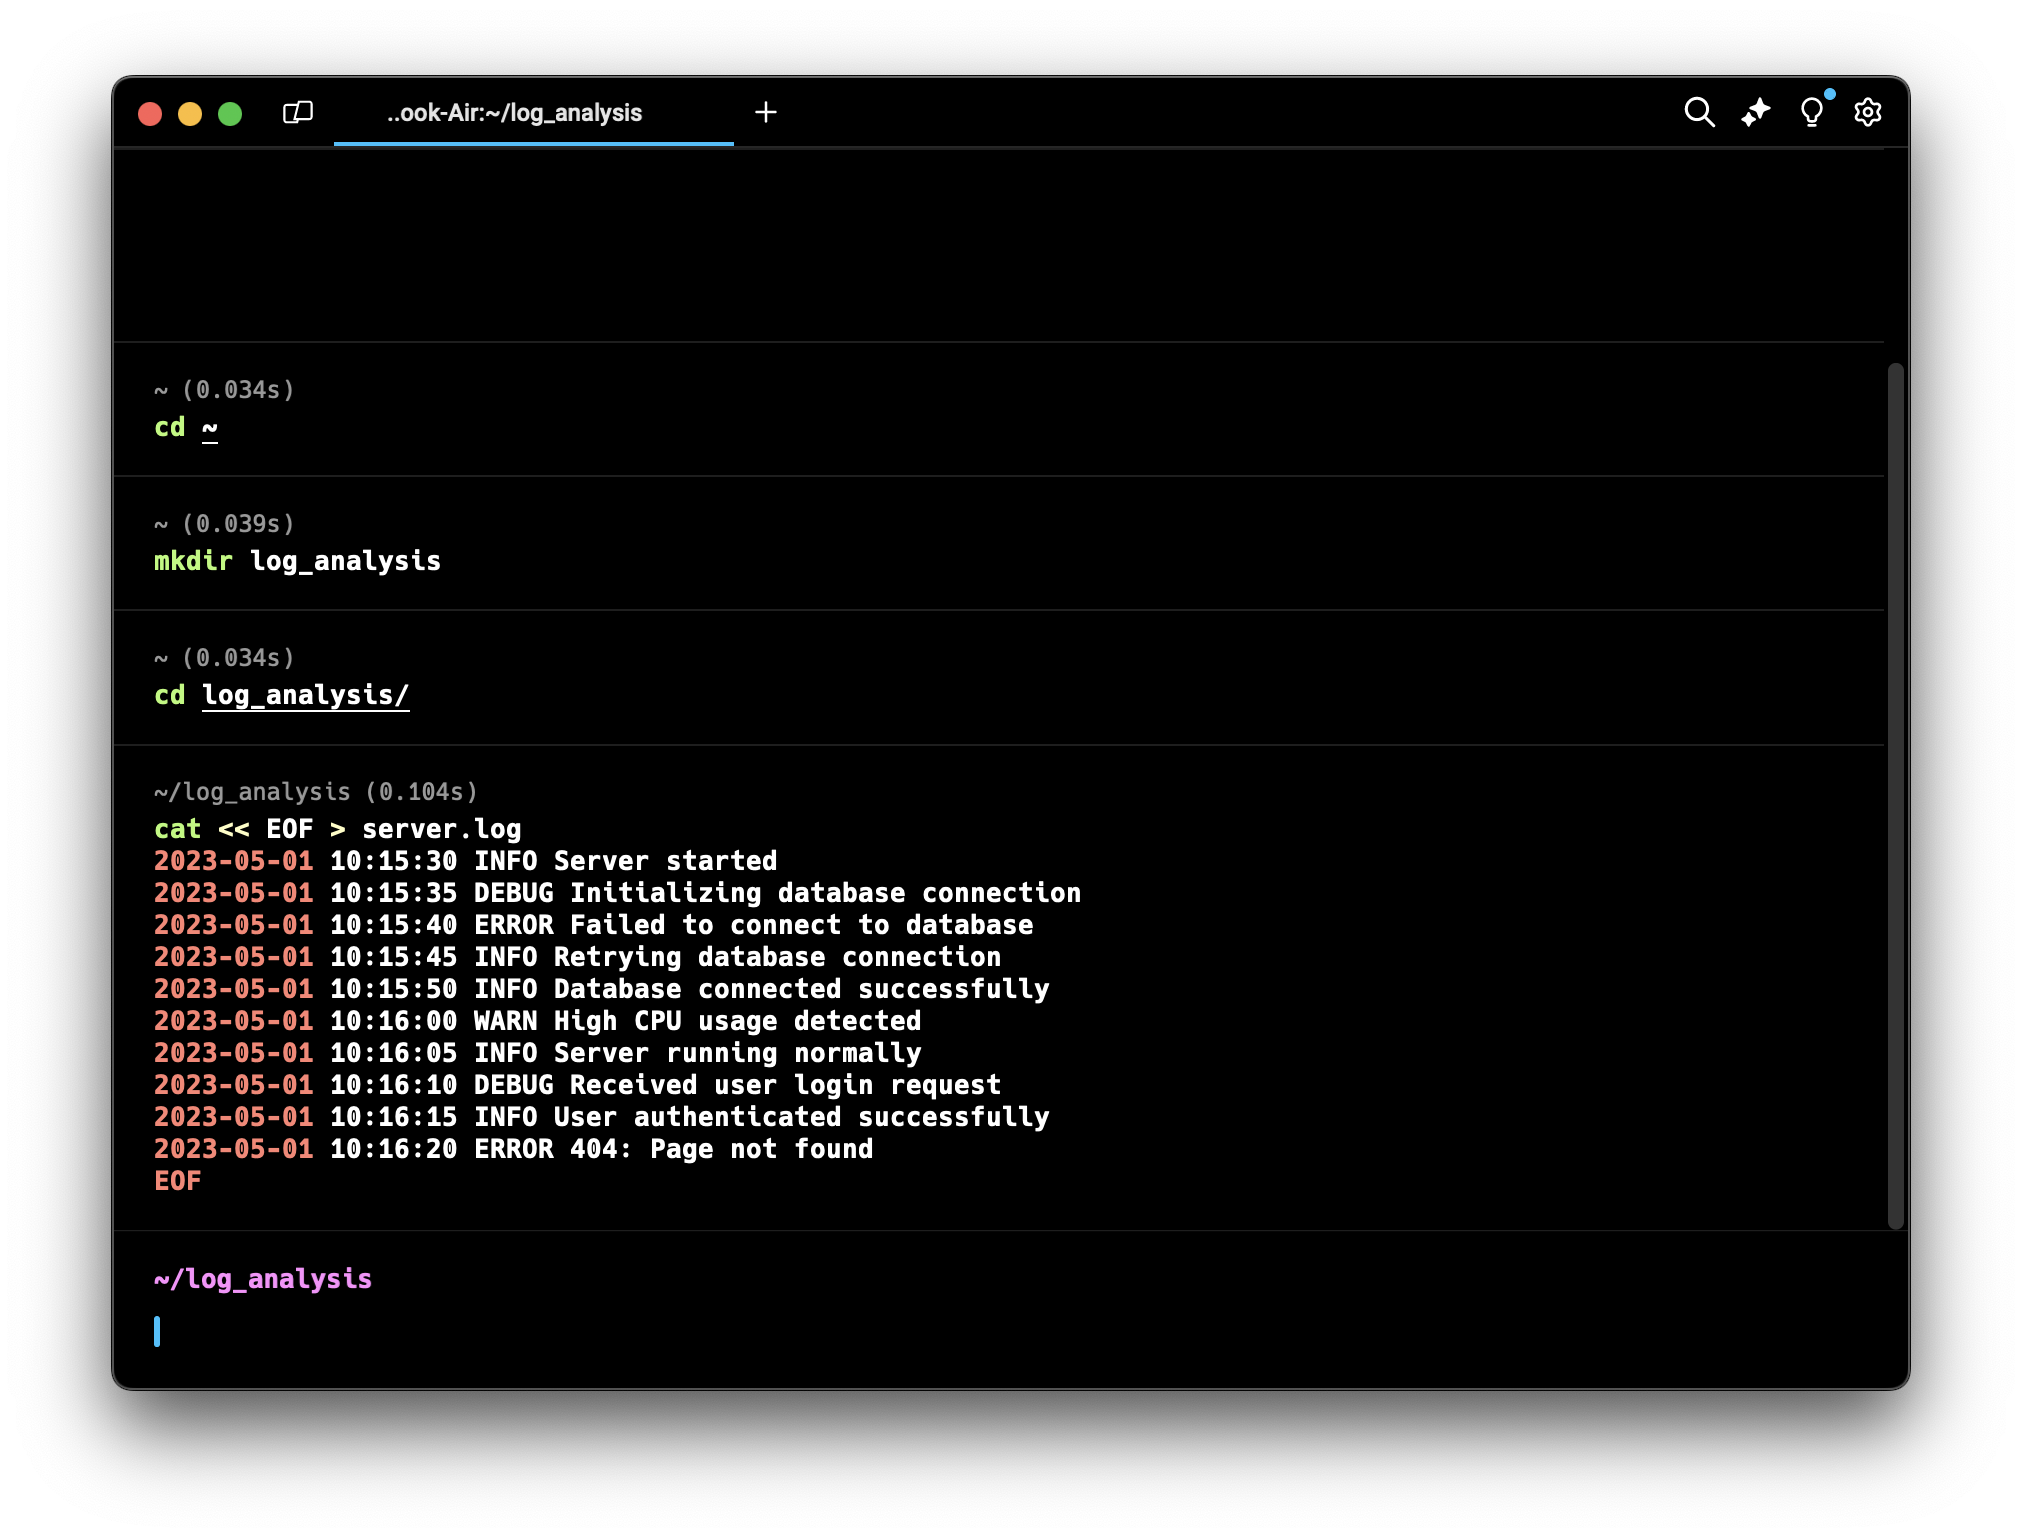 ..ook-Air:~/log_analysis
~ (0.034s)
cd ~
~ (0.039s)
mkdir log_analysis
~ (0.034s)
cd log_analysis/
~/log_analysis (0.104s)
cat << EOF > server.log
2023-05-01 10:15:30 INFO Server started
2023-05-01 10:15:35 DEBUG Initializing database connection
2023-05-01 10:15:40 ERROR Failed to connect to database
2023-05-01 10:15:45 INFO Retrying database connection
2023-05-01 10:15:50 INFO Database connected successfully
2023-05-01 10:16:00 WARN High CPU usage detected
2023-05-01 10:16:05 INFO Server running normally
2023-05-01 10:16:10 DEBUG Received user login request
2023-05-01 10:16:15 INFO User authenticated successfully
2023-05-01 10:16:20 ERROR 404: Page not found
EOF
~/log_analysis